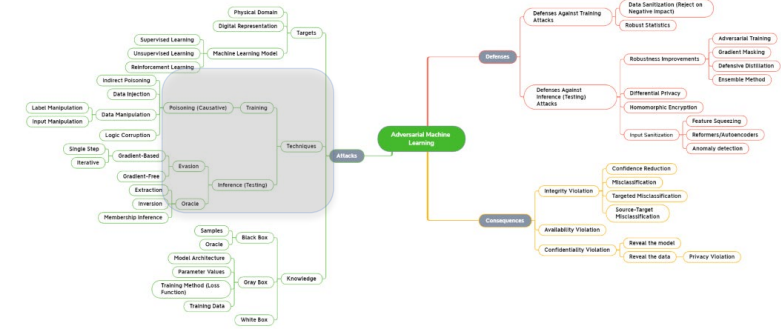 Physical Domain
Digital Representation
Targets
Supervised Learning
Unsupervised Learning
Reinforcement Learning
Machine Learning Model
Indirect Poisoning
Data Injection
Label Manipulation
Input Manipulation
Data Manipulation
Logic Corruption
Poisoning (Causative)
Training
Techniques
Single Step
Iterative
Gradient-Based
Gradient-Free
Evasion
Inference (Testing)
Extraction
Inversion
Membership Inference
Oracle
Samples
Oracle
Black Box
Model Architecture
Parameter Values
Training Method (Loss
Function)
Training Data
Gray Box
White Box
Knowledge
Attacks
Adversarial Machine
Learning
Defenses
Defenses Against Training
Attacks
Data Sanitization (Reject on
Negative Impact)
Robust Statistics
Defenses Against
Inference (Testing)
Attacks
Robustness Improvements
Adversarial Training
Gradient Masking
Defensive Distillation
Ensemble Method
Differential Privacy
Homomorphic Encryption
Input Sanitization
Feature Squeezing
Reformers/Autoencoders
Anomaly detection
Consequences
Integrity Violation
Confidence Reduction
Misclassification
Targeted Misclassification
Source-Target
Misclassification
Availability Violation
Confidentiality Violation
Reveal the model
Reveal the data
Privacy Violation